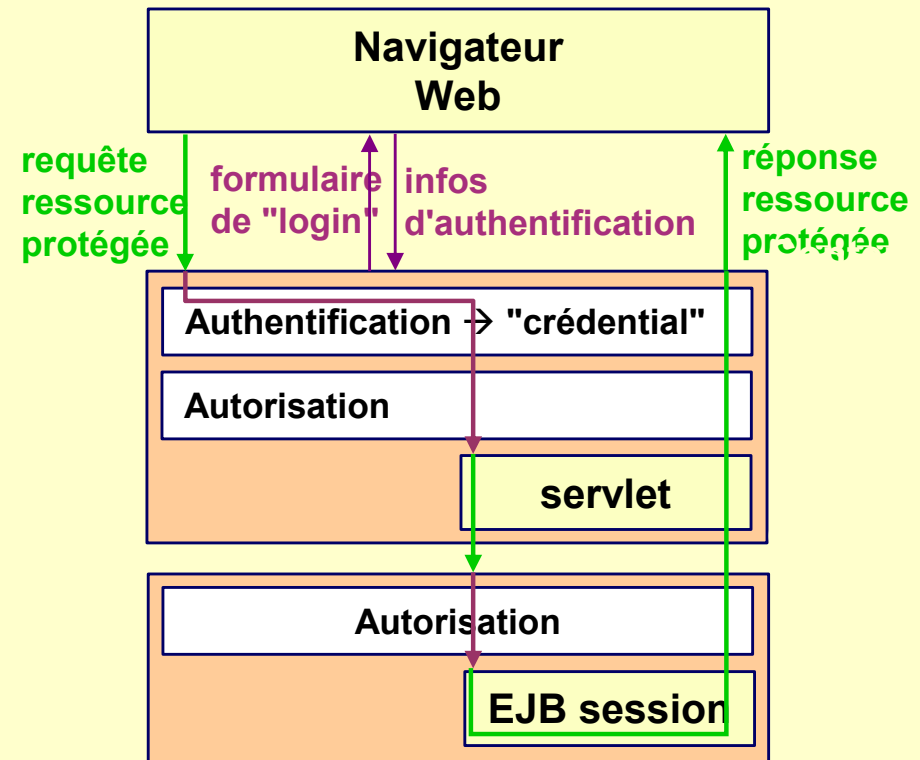 Navigateur
Web
requête
ressource
protégée
formulaire
de "login"
infos
d'authentification
réponse
ressource
protégée
Authentification → "crédential"
Autorisation
servlet
Autorisation
EJB session